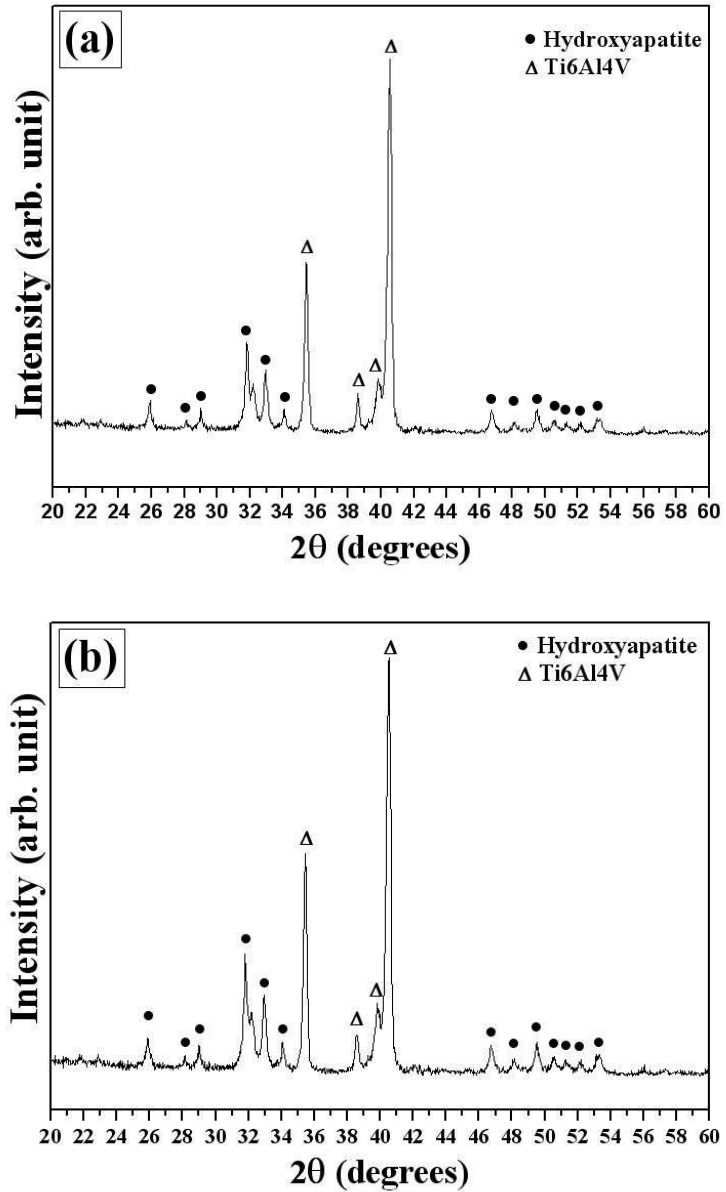 (a)
● Hydroxyapatite
Δ Ti6Al4V
Δ
Δ
Δ
Δ
Intensity (arb. unit)
20 22 24 26 28 30 32 34 36 38 40 42 44 46 48 50 52 54 56 58 60
2θ (degrees)
(b)
● Hydroxyapatite
Δ Ti6Al4V
Δ
Δ
Δ
Δ
Intensity (arb. unit)
20 22 24 26 28 30 32 34 36 38 40 42 44 46 48 50 52 54 56 58 60
2θ (degrees)